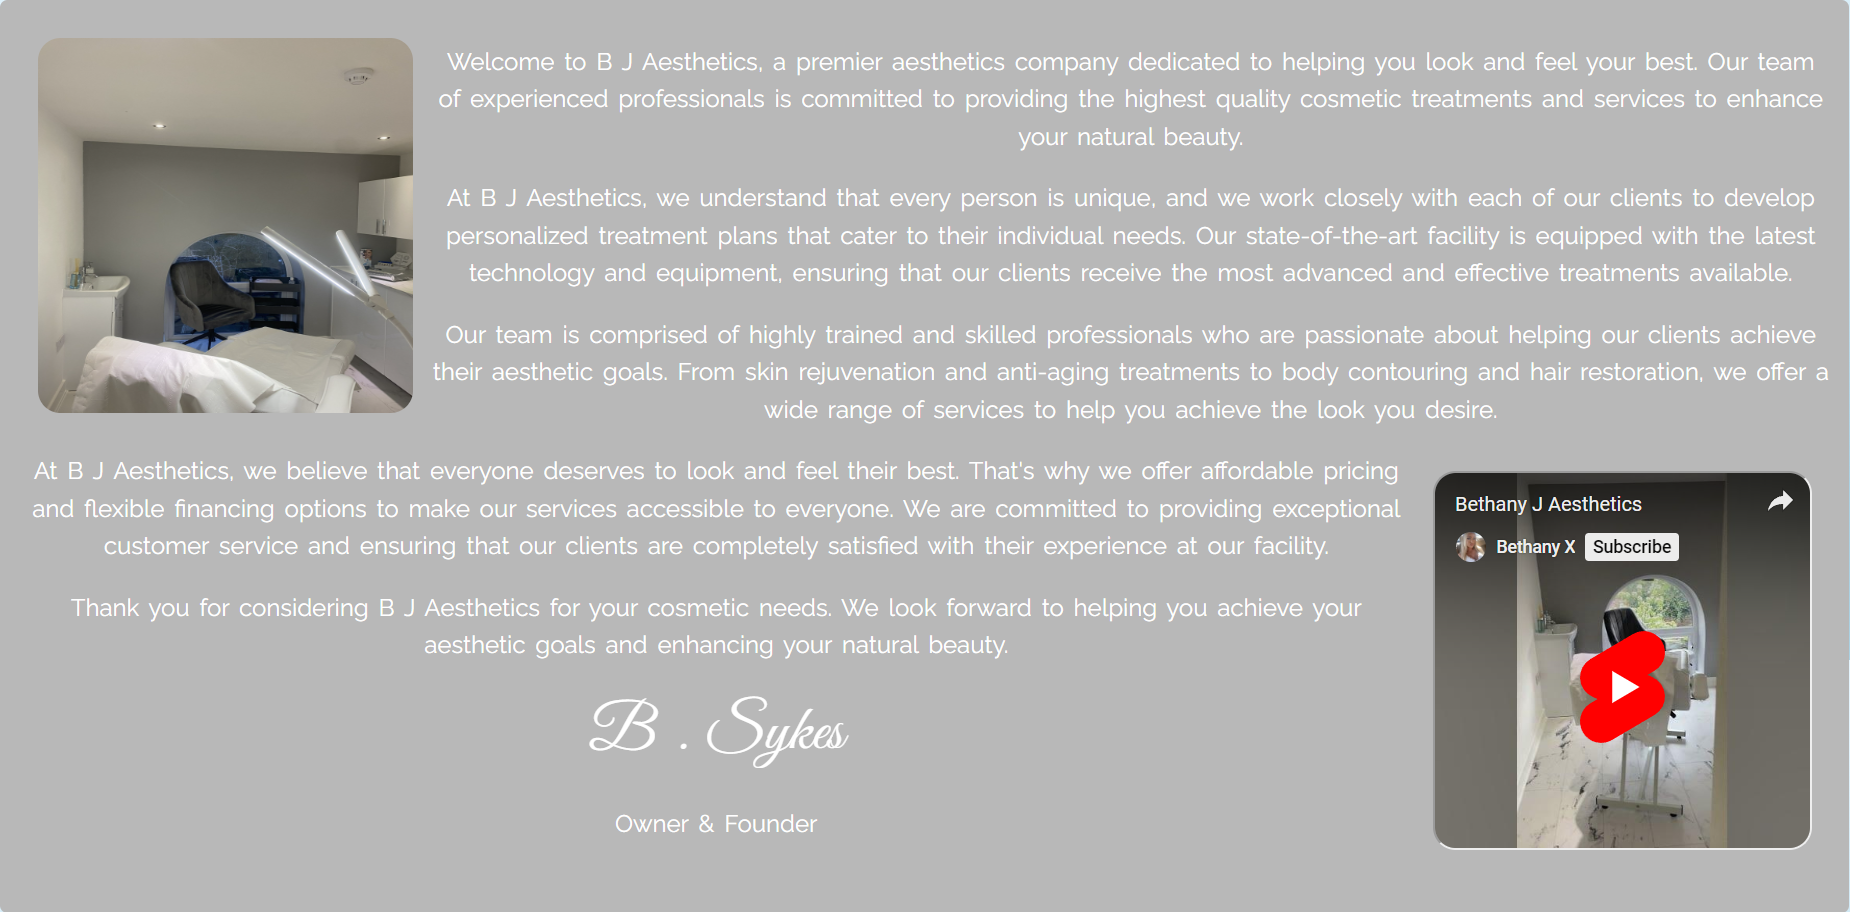 Welcome to B J Aesthetics, a premier aesthetics company dedicated to helping you look and feel your best. Our team
of experienced professionals is committed to providing the highest quality cosmetic treatments and services to enhance
your natural beauty.
At B J Aesthetics, we understand that every person is unique, and we work closely with each of our clients to develop
personalized treatment plans that cater to their individual needs. Our state-of-the-art facility is equipped with the latest
technology and equipment, ensuring that our clients receive the most advanced and effective treatments available.
Our team is comprised of highly trained and skilled professionals who are passionate about helping our clients achieve
their aesthetic goals. From skin rejuvenation and anti-aging treatments to body contouring and hair restoration, we offer a
wide range of services to help you achieve the look you desire.
At B J Aesthetics, we believe that everyone deserves to look and feel their best. That's why we offer affordable pricing
and flexible financing options to make our services accessible to everyone. We are committed to providing exceptional
customer service and ensuring that our clients are completely satisfied with their experience at our facility.
Thank you for considering B J Aesthetics for your cosmetic needs. We look forward to helping you achieve your
aesthetic goals and enhancing your natural beauty.
B . Sykes
Owner & Founder
Bethany J Aesthetics
Bethany X Subscribe